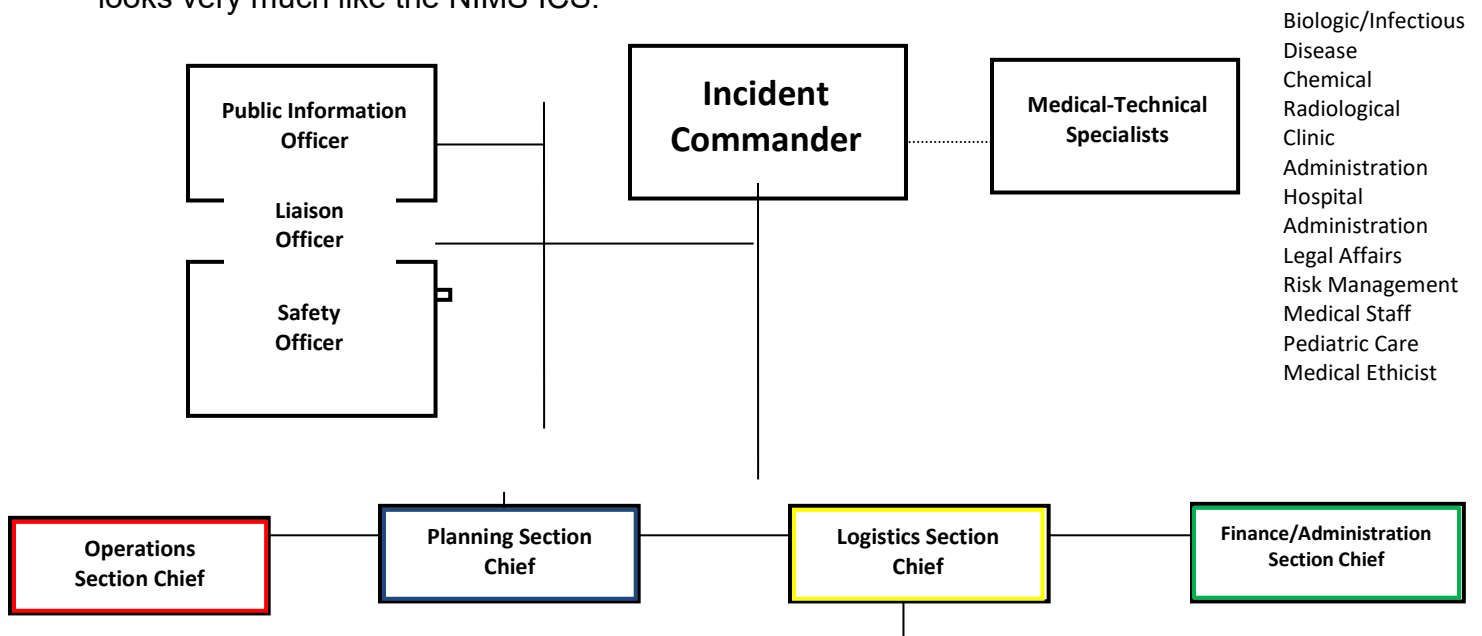 looks very much like the NIMS ICS.
Public Information
Officer
Liaison
Officer
Safety
Officer
Incident
Commander
Medical-Technical
Specialists
Biologic/Infectious
Disease
Chemical
Radiological
Clinic
Administration
Hospital
Administration
Legal Affairs
Risk Management
Medical Staff
Pediatric Care
Medical Ethicist
Operations
Section Chief
Planning Section
Chief
Logistics Section
Chief
Finance/Administration
Section Chief